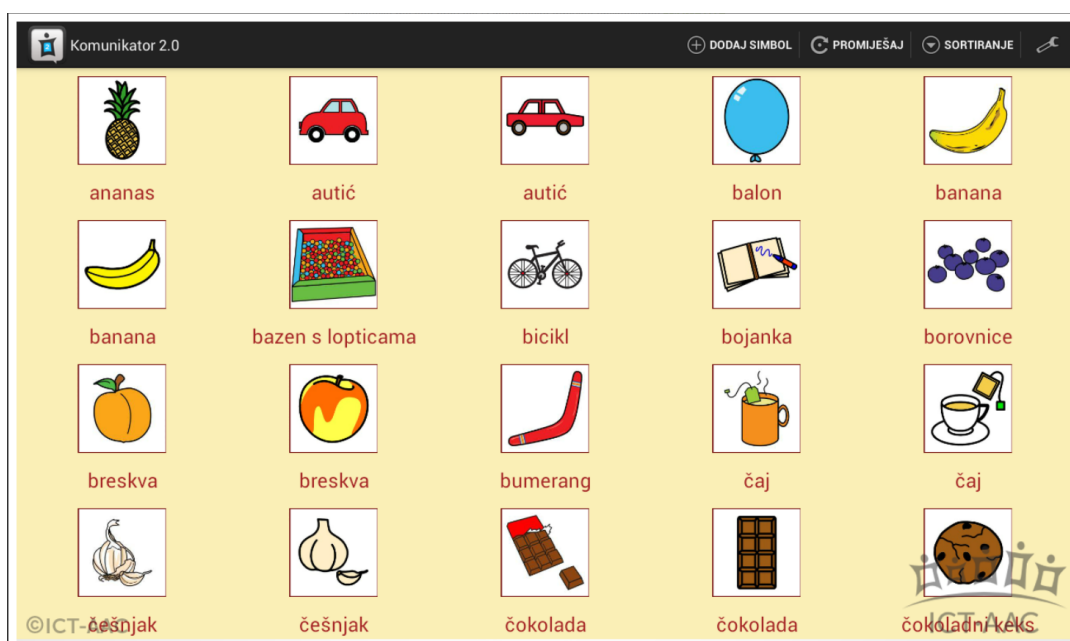 Komunikator 2.0 DODAJ SIMBOL PROMIJEŠAJ SORTIRANJE
ananas autić autić balon banana
banana bazen s lopticama bicikl bojanka borovnice
breskva breskva bumerang čaj čaj
češnjak češnjak čokolada čokolada čokoladni keks
©ICT-AAC ICT-AAC